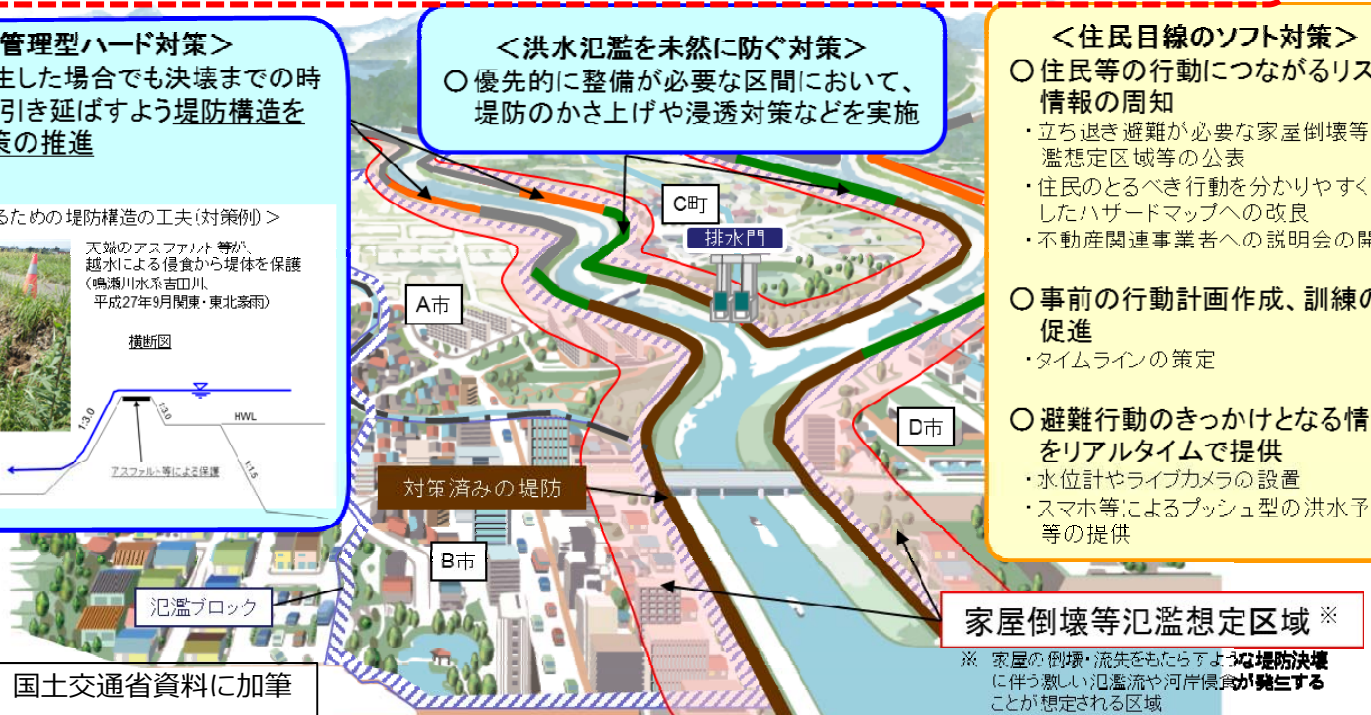 管理型ハード対策＞
生した場合でも決壊までの時
引き延ばすよう堤防構造を
策の推進
るための堤防構造の工夫(対策例)＞
天端のアスファルト等が、
越水による侵食から堤体を保護
(鳴瀬川水系吉田川、
平成27年9月関東・東北豪雨)
横断図
1:3.0
1:3.0
HWL
1:1.5
アスファルト等による保護
＜洪水氾濫を未然に防ぐ対策＞
○優先的に整備が必要な区間において、
堤防のかさ上げや浸透対策などを実施
＜住民目線のソフト対策＞
○住民等の行動につながるリス
情報の周知
・立ち退き避難が必要な家屋倒壊等
濫想定区域等の公表
・住民のとるべき行動を分かりやすく
したハザードマップへの改良
・不動産関連事業者への説明会の開
○事前の行動計画作成、訓練の
促進
・タイムラインの策定
○避難行動のきっかけとなる情
をリアルタイムで提供
・水位計やライブカメラの設置
・スマホ等によるプッシュ型の洪水予
等の提供
C町
排水門
A市
D市
対策済みの堤防
B市
氾濫ブロック
家屋倒壊等氾濫想定区域※
※ 家屋の倒壊・流失をもたらすような堤防決壊
に伴う激しい氾濫流や河岸侵食が発生する
ことが想定される区域
国土交通省資料に加筆